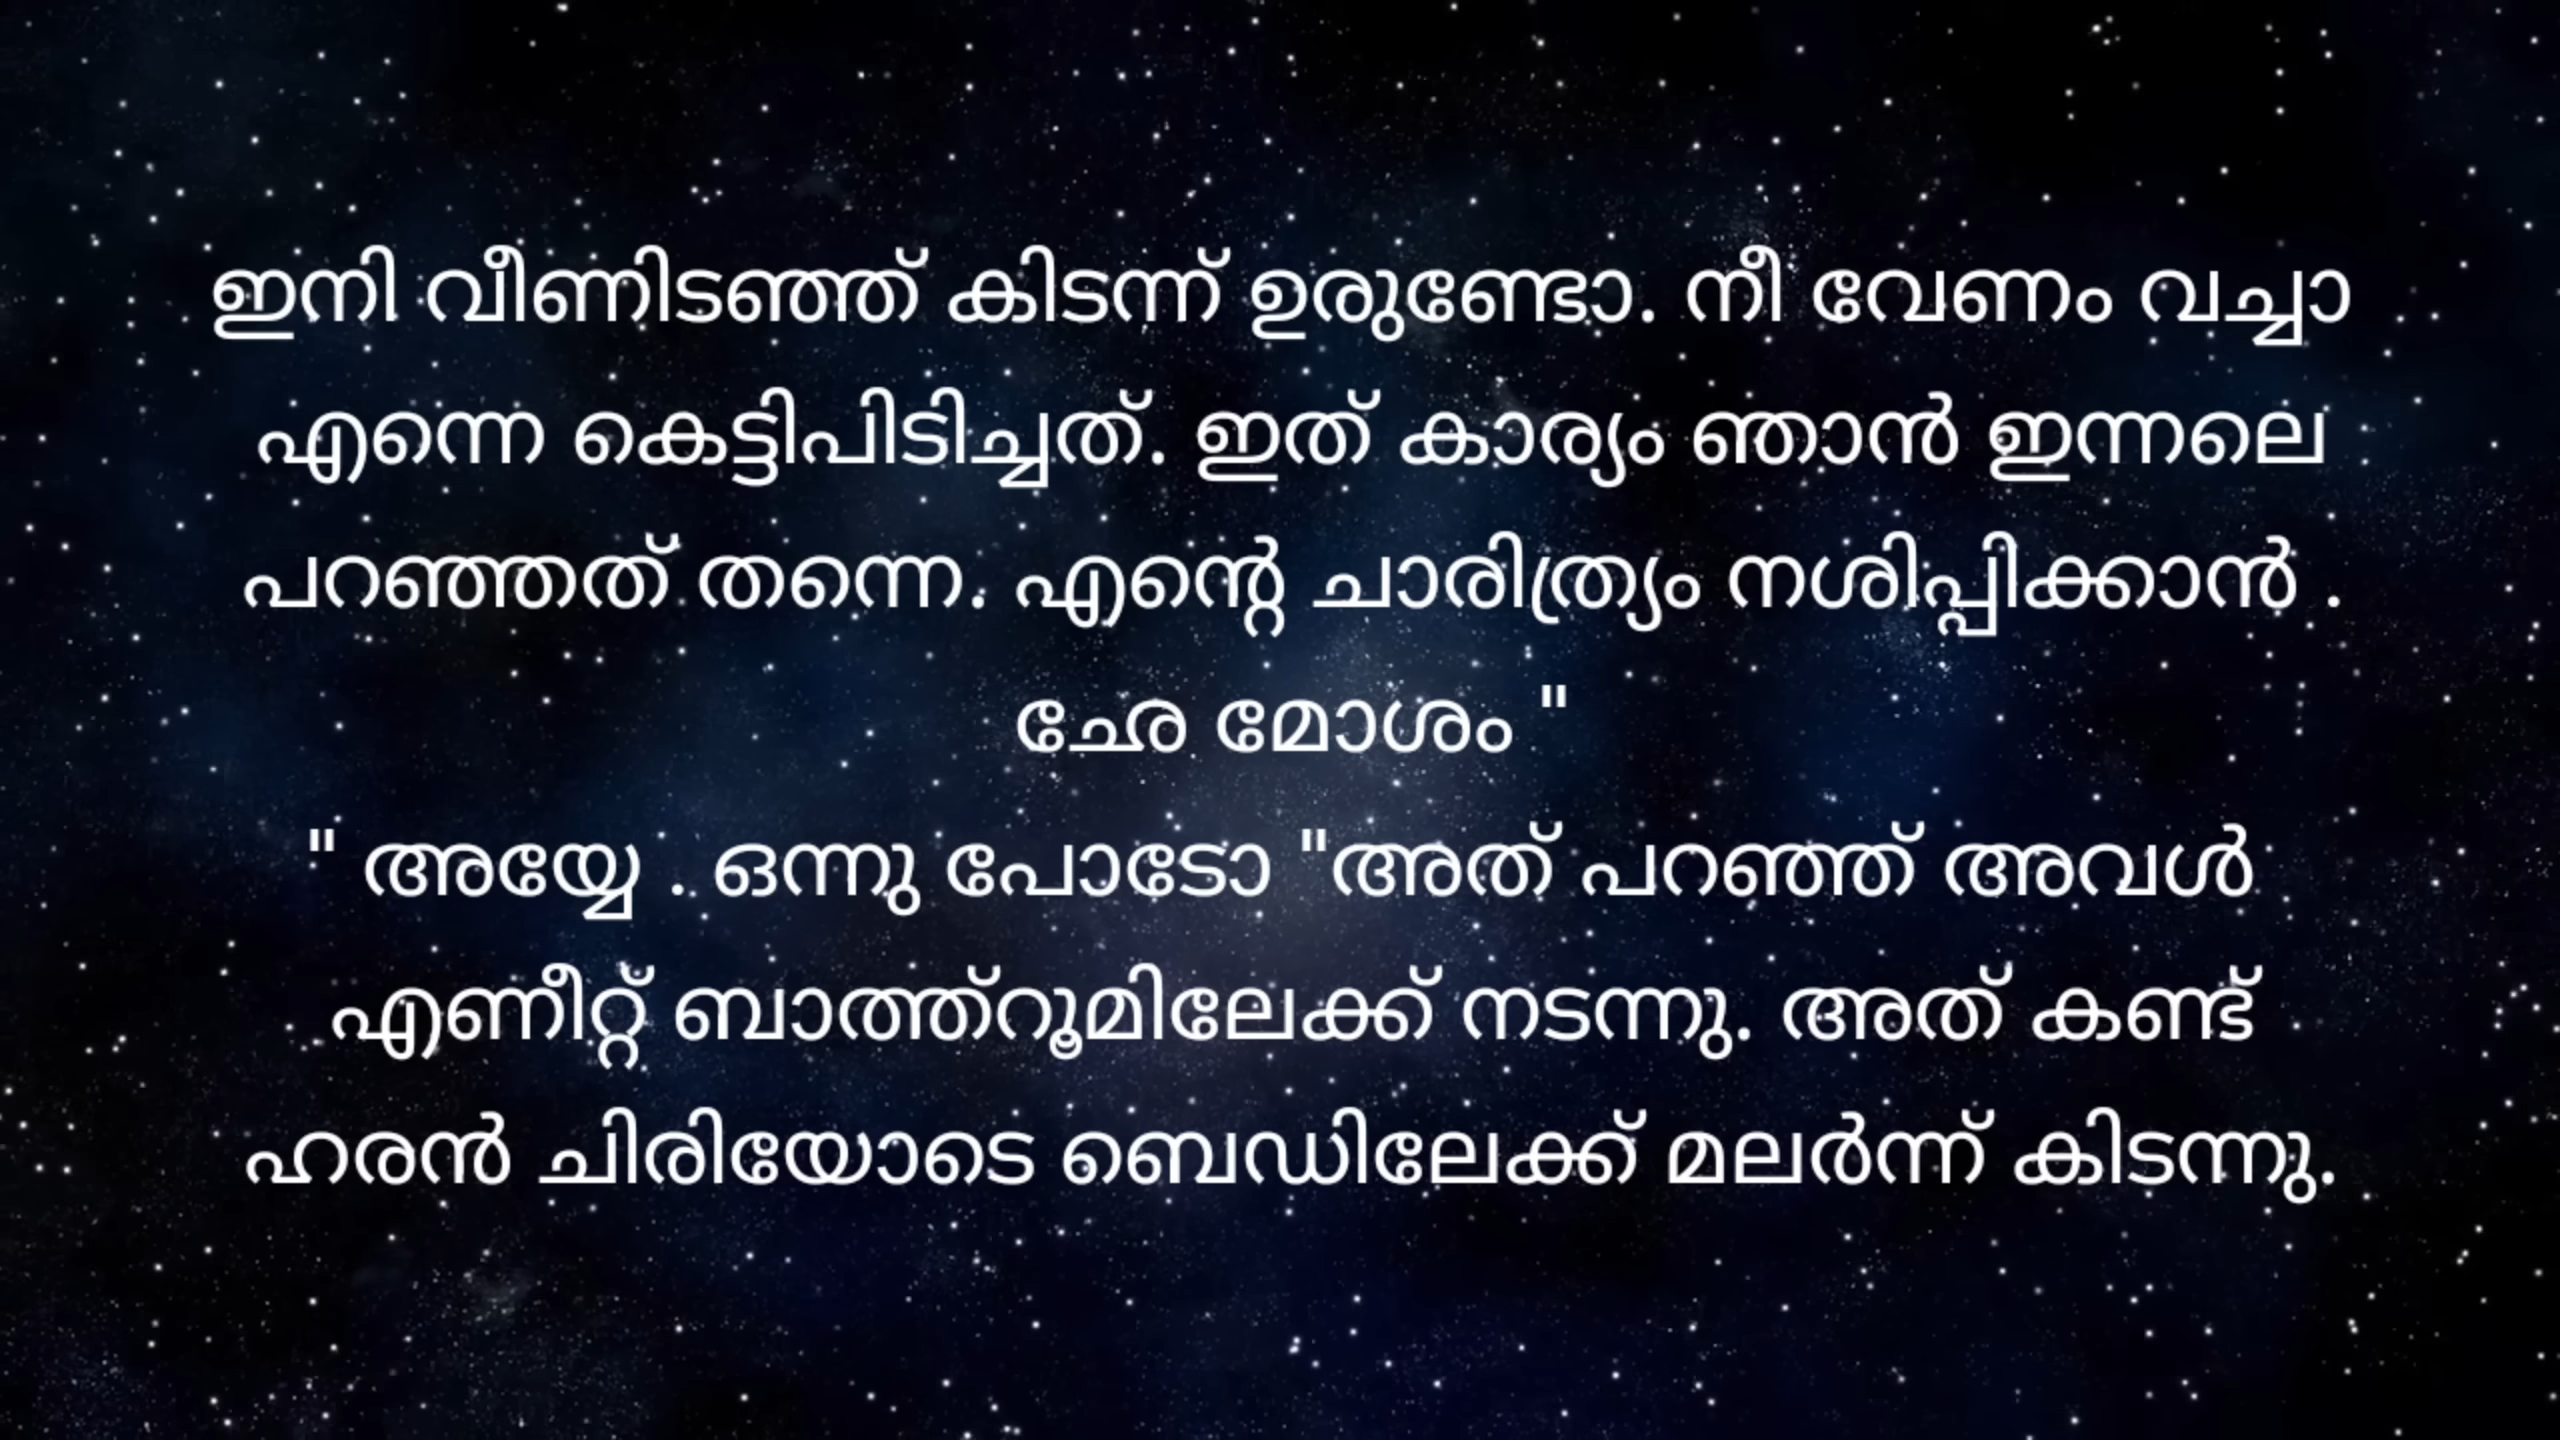 ഇനി വീണിടഞ്ഞ് കിടന്ന് ഉരുണ്ടോ. നീ വേണം വച്ചാ
എന്നെ കെട്ടിപിടിച്ചത്. ഇത് കാര്യം ഞാൻ ഇന്നലെ
പറഞ്ഞത് തന്നെ. എന്റെ ചാരിത്ര്യം നശിപ്പിക്കാൻ .
ഛേ മോശം "
" അയ്യേ . ഒന്നു പോടോ "അത് പറഞ്ഞ് അവൾ
എണീറ്റ് ബാത്ത്റൂമിലേക്ക് നടന്നു. അത് കണ്ട്
ഹരൻ ചിരിയോടെ ബെഡിലേക്ക് മലർന്ന് കിടന്നു.